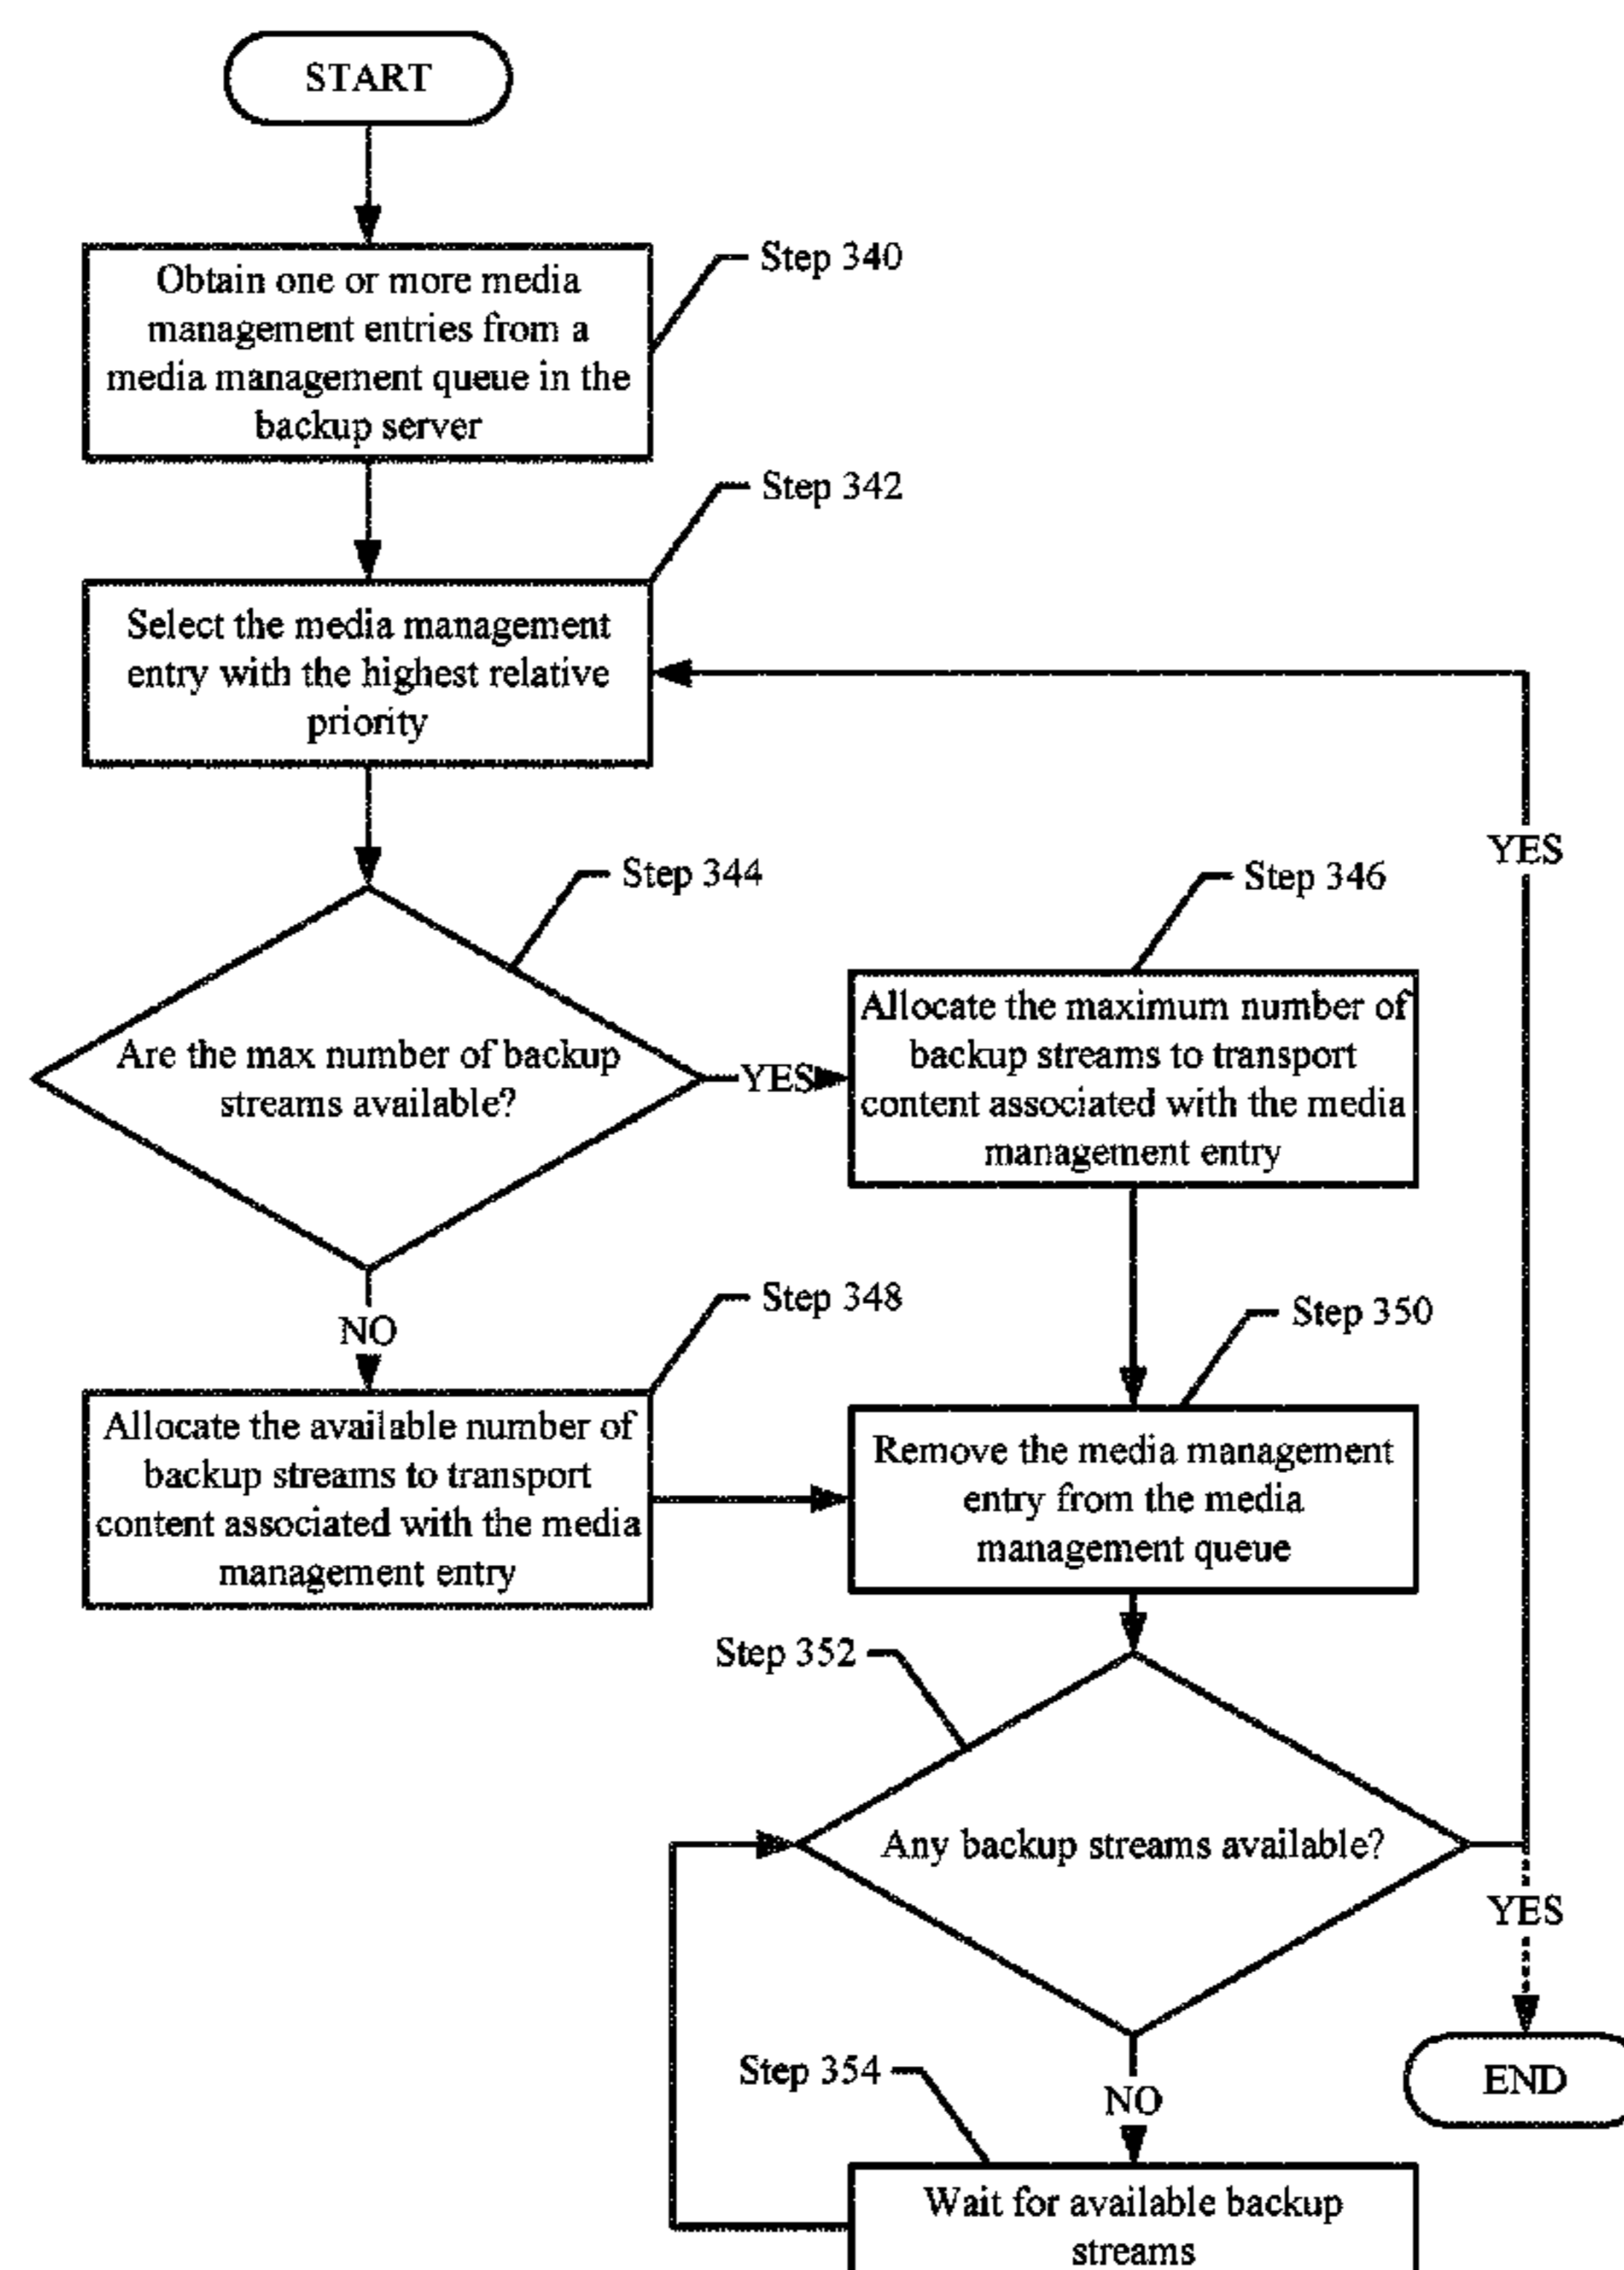 START
Step 340
Obtain one or more media
management entries from a
media management queue in the
backup server
Step 342
Select the media management
entry with the highest relative
priority
YES
Step 344
Step 346
Are the max number of backup
streams available?
YES
Allocate the maximum number of
backup streams to transport
content associated with the media
management entry
NO
Step 348
Step 350
Allocate the available number of
backup streams to transport
content associated with the media
management entry
Remove the media management
entry from the media
management queue
Step 352
Any backup streams available?
YES
END
Step 354
NO
Wait for available backup
streams